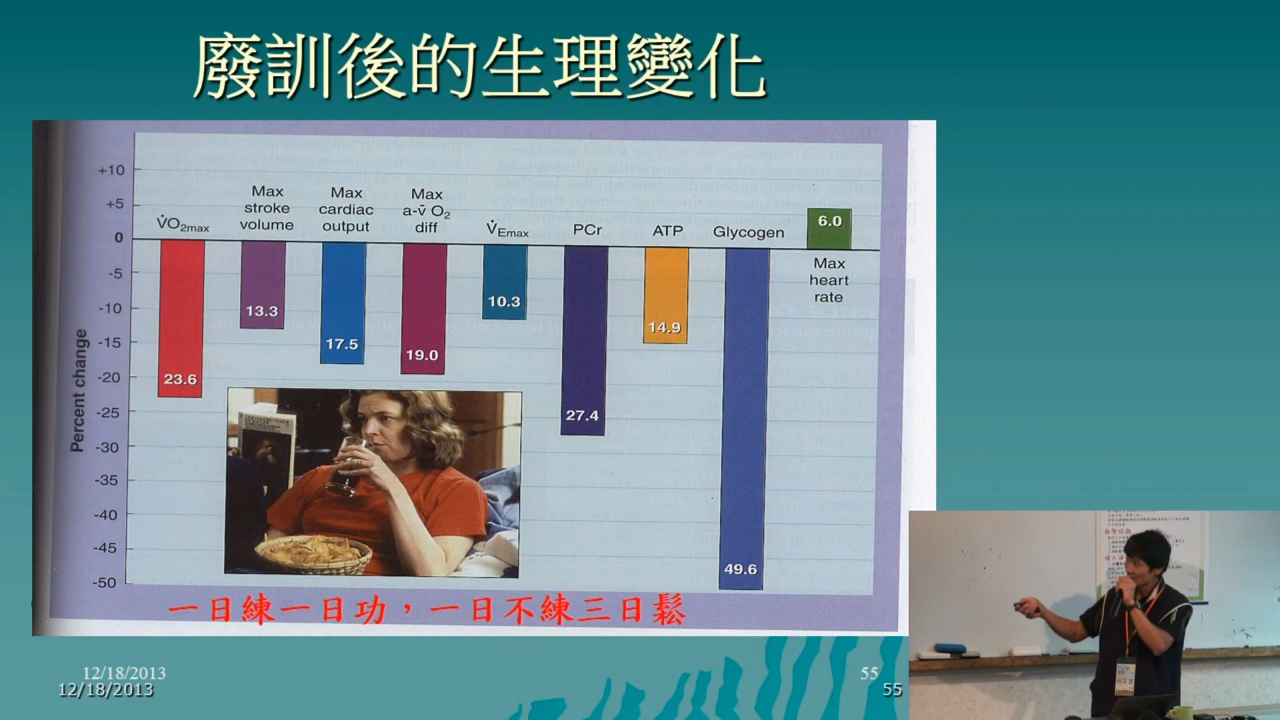 廢訓後的生理變化
+10
+5
0
-5
-10
-15
-20
-25
-30
-35
-40
-45
-50
Percent change
V̇O2max
23.6
Max
stroke
volume
13.3
Max
cardiac
output
17.5
Max
a-v̄ O2
diff
19.0
V̇Emax
10.3
PCr
27.4
ATP
14.9
Glycogen
49.6
6.0
Max
heart
rate
一日練一日功，一日不練三日鬆
12/18/2013
55
12/18/2013
55